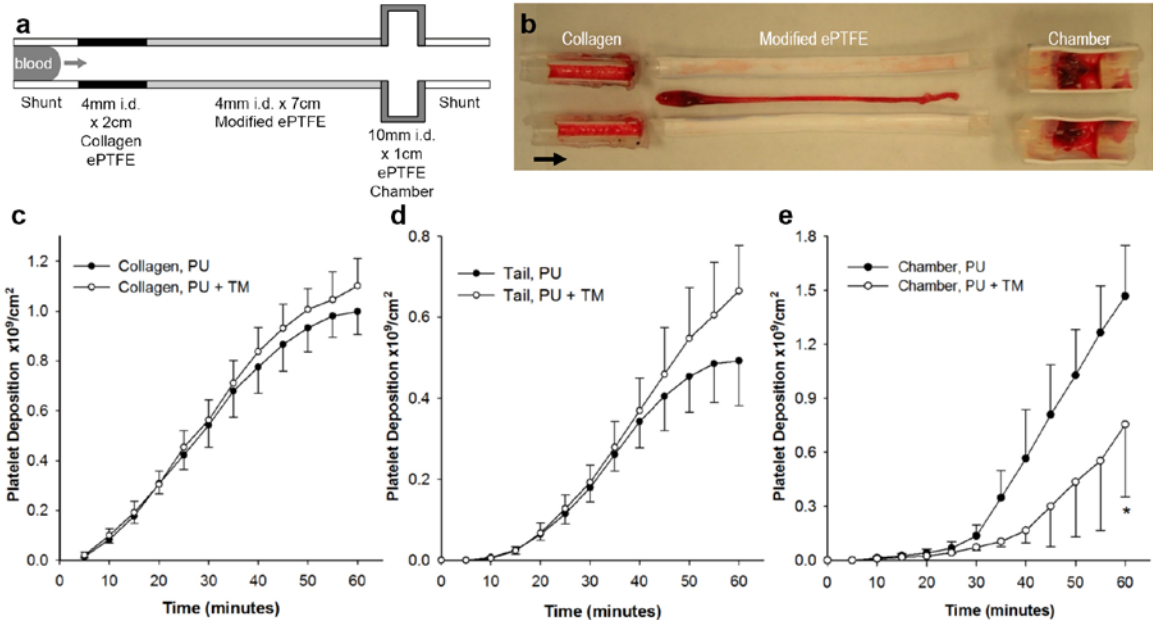 a
blood
Shunt
4mm i.d.
x 2cm
Collagen
ePTFE
4mm i.d. x 7cm
Modified ePTFE
10mm i.d.
x 1cm
ePTFE
Chamber
Shunt
b
Collagen
Modified ePTFE
Chamber
c
Collagen, PU
Collagen, PU + TM
Platelet Deposition x10⁹/cm²
1.2
1.0
0.8
0.6
0.4
0.2
0.0
0 10 20 30 40 50 60
Time (minutes)
d
Tail, PU
Tail, PU + TM
Platelet Deposition x10⁹/cm²
0.8
0.6
0.4
0.2
0.0
0 10 20 30 40 50 60
Time (minutes)
e
Chamber, PU
Chamber, PU + TM
Platelet Deposition x10⁹/cm²
1.8
1.5
1.2
0.9
0.6
0.3
0.0
*
0 10 20 30 40 50 60
Time (minutes)